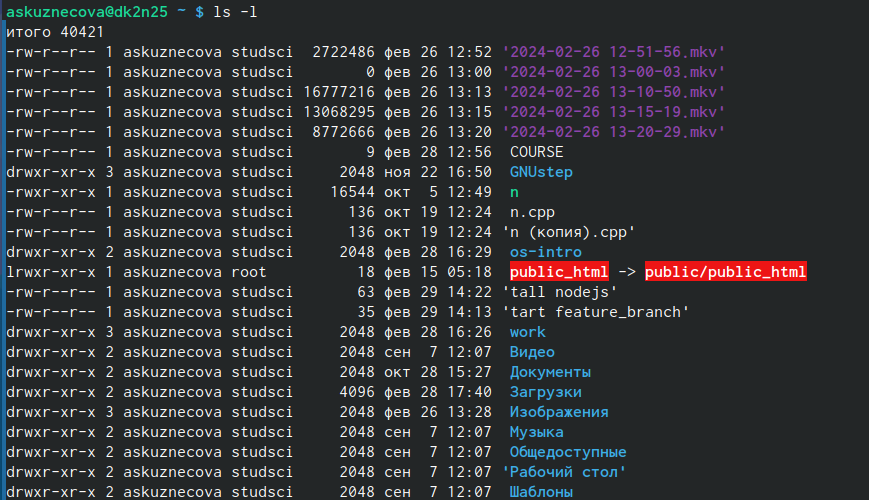 askuznecova@dk2n25 ~ $ ls -l
итого 40421
-rw-r--r-- 1 askuznecova studsci  2722486 фев 26 12:52 '2024-02-26 12-51-56.mkv'
-rw-r--r-- 1 askuznecova studsci        0 фев 26 13:00 '2024-02-26 13-00-03.mkv'
-rw-r--r-- 1 askuznecova studsci 16777216 фев 26 13:13 '2024-02-26 13-10-50.mkv'
-rw-r--r-- 1 askuznecova studsci 13068295 фев 26 13:15 '2024-02-26 13-15-19.mkv'
-rw-r--r-- 1 askuznecova studsci  8772666 фев 26 13:20 '2024-02-26 13-20-29.mkv'
-rw-r--r-- 1 askuznecova studsci        9 фев 28 12:56  COURSE
drwxr-xr-x 3 askuznecova studsci     2048 ноя 22 16:50  GNUstep
-rwxr-xr-x 1 askuznecova studsci    16544 окт  5 12:49  n
-rw-r--r-- 1 askuznecova studsci      136 окт 19 12:24  n.cpp
-rw-r--r-- 1 askuznecova studsci      136 окт 19 12:24 'n (копия).cpp'
drwxr-xr-x 2 askuznecova studsci     2048 фев 28 16:29  os-intro
lrwxr-xr-x 1 askuznecova root          18 фев 15 05:18  public_html -> public/public_html
-rw-r--r-- 1 askuznecova studsci       63 фев 29 14:22 'tall nodejs'
-rw-r--r-- 1 askuznecova studsci       35 фев 29 14:13 'tart feature_branch'
drwxr-xr-x 3 askuznecova studsci     2048 фев 28 16:26  work
drwxr-xr-x 2 askuznecova studsci     2048 сен  7 12:07  Видео
drwxr-xr-x 2 askuznecova studsci     2048 окт 28 15:27  Документы
drwxr-xr-x 2 askuznecova studsci     4096 фев 28 17:40  Загрузки
drwxr-xr-x 3 askuznecova studsci     2048 фев 26 13:28  Изображения
drwxr-xr-x 2 askuznecova studsci     2048 сен  7 12:07  Музыка
drwxr-xr-x 2 askuznecova studsci     2048 сен  7 12:07  Общедоступные
drwxr-xr-x 2 askuznecova studsci     2048 сен  7 12:07 'Рабочий стол'
drwxr-xr-x 2 askuznecova studsci     2048 сен  7 12:07  Шаблоны